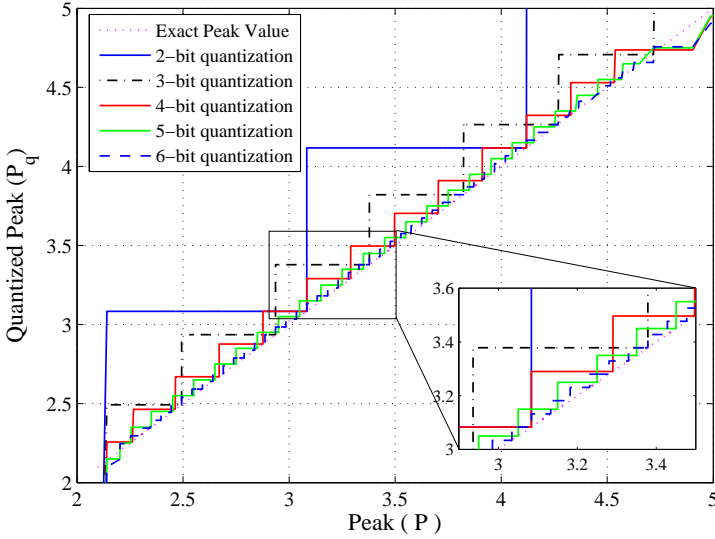 5
4.5
4
3.5
3
2.5
2
Quantized Peak (P_q)
Exact Peak Value
2−bit quantization
3−bit quantization
4−bit quantization
5−bit quantization
6−bit quantization
3.6
3.4
3.2
3
3
3.2
3.4
2
2.5
3
3.5
4
4.5
5
Peak ( P )